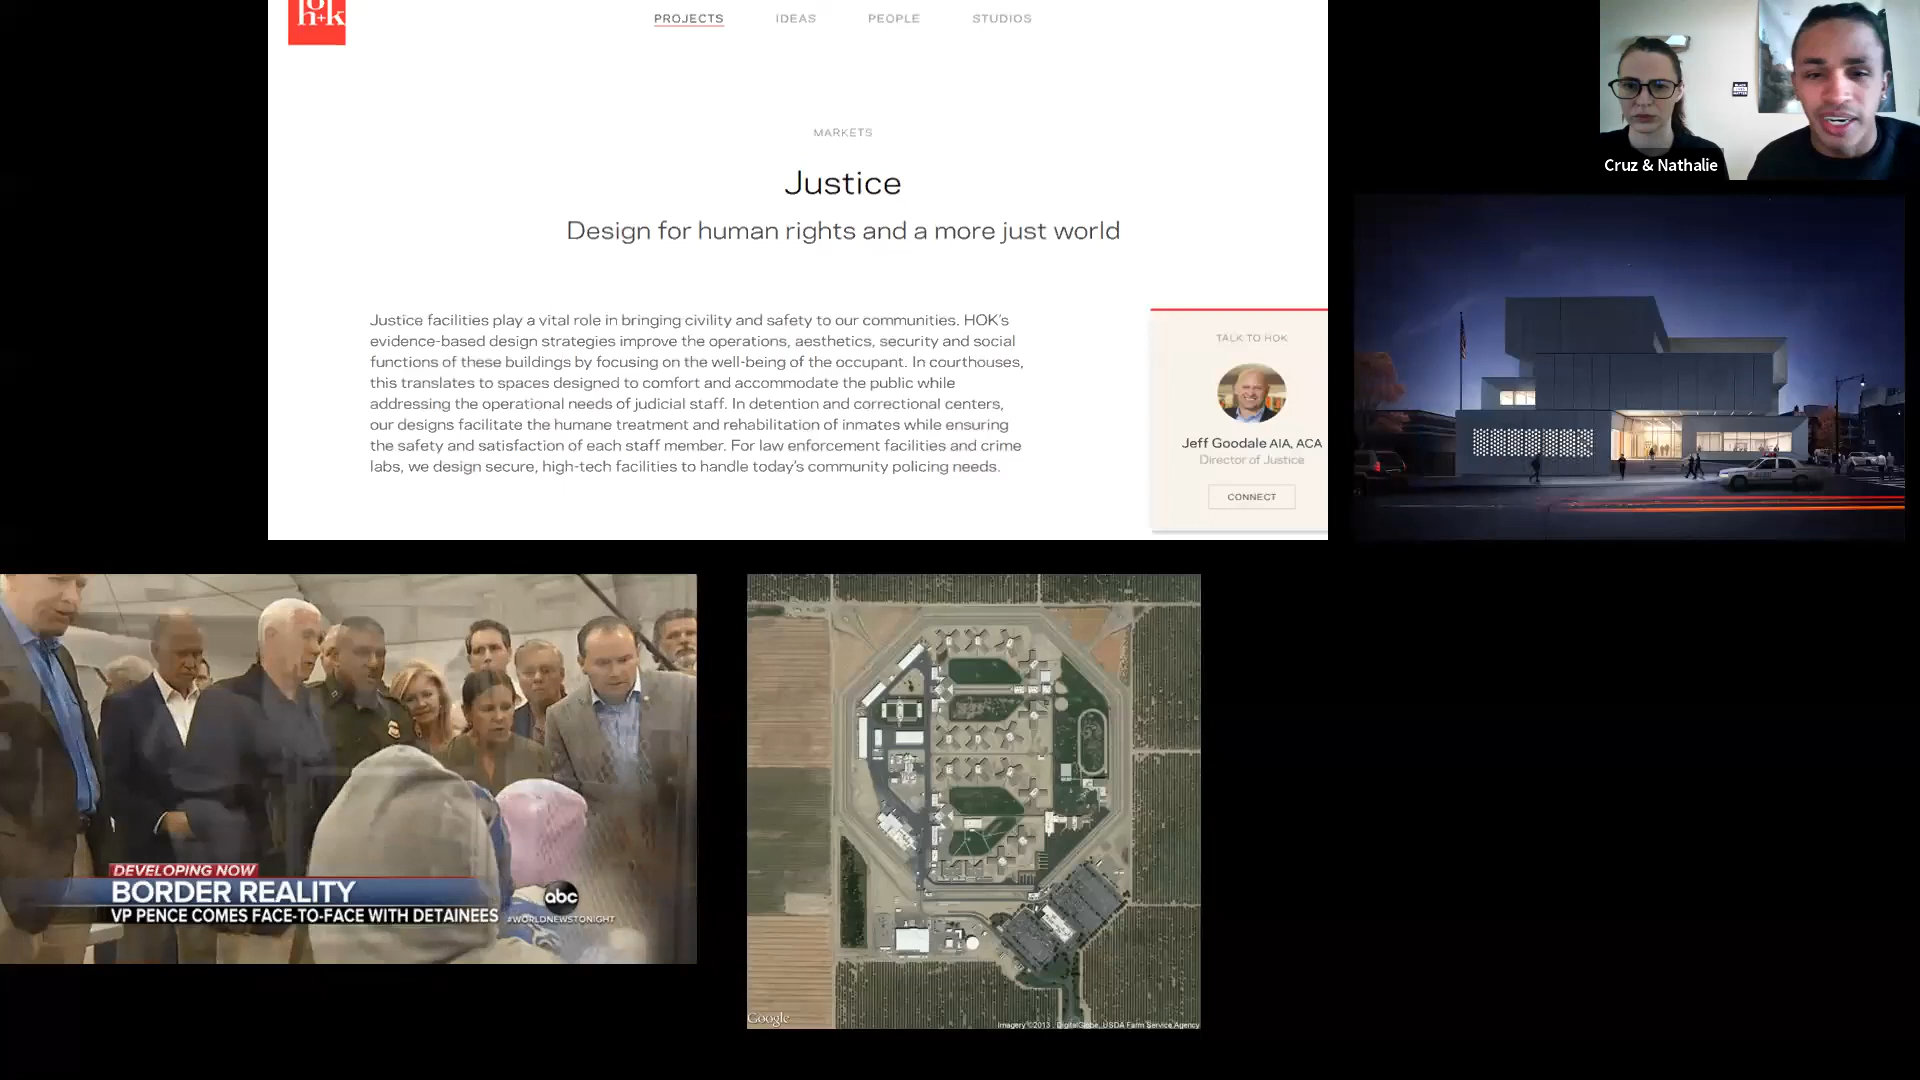 h+k
PROJECTS
IDEAS
PEOPLE
STUDIOS
MARKETS
Justice
Design for human rights and a more just world
Justice facilities play a vital role in bringing civility and safety to our communities. HOK's
evidence-based design strategies improve the operations, aesthetics, security and social
functions of these buildings by focusing on the well-being of the occupant. In courthouses,
this translates to spaces designed to comfort and accommodate the public while
addressing the operational needs of judicial staff. In detention and correctional centers,
our designs facilitate the humane treatment and rehabilitation of inmates while ensuring
the safety and satisfaction of each staff member. For law enforcement facilities and crime
labs, we design secure, high-tech facilities to handle today's community policing needs.
TALK TO HOK
Jeff Goodale AIA, ACA
Director of Justice
CONNECT
BLACK
LIVES
MATTER
Cruz & Nathalie
DEVELOPING NOW
BORDER REALITY
VP PENCE COMES FACE-TO-FACE WITH DETAINEES
abc
#WORLDNEWSTONIGHT
Google
Imagery ©2013 , DigitalGlobe, USDA Farm Service Agency